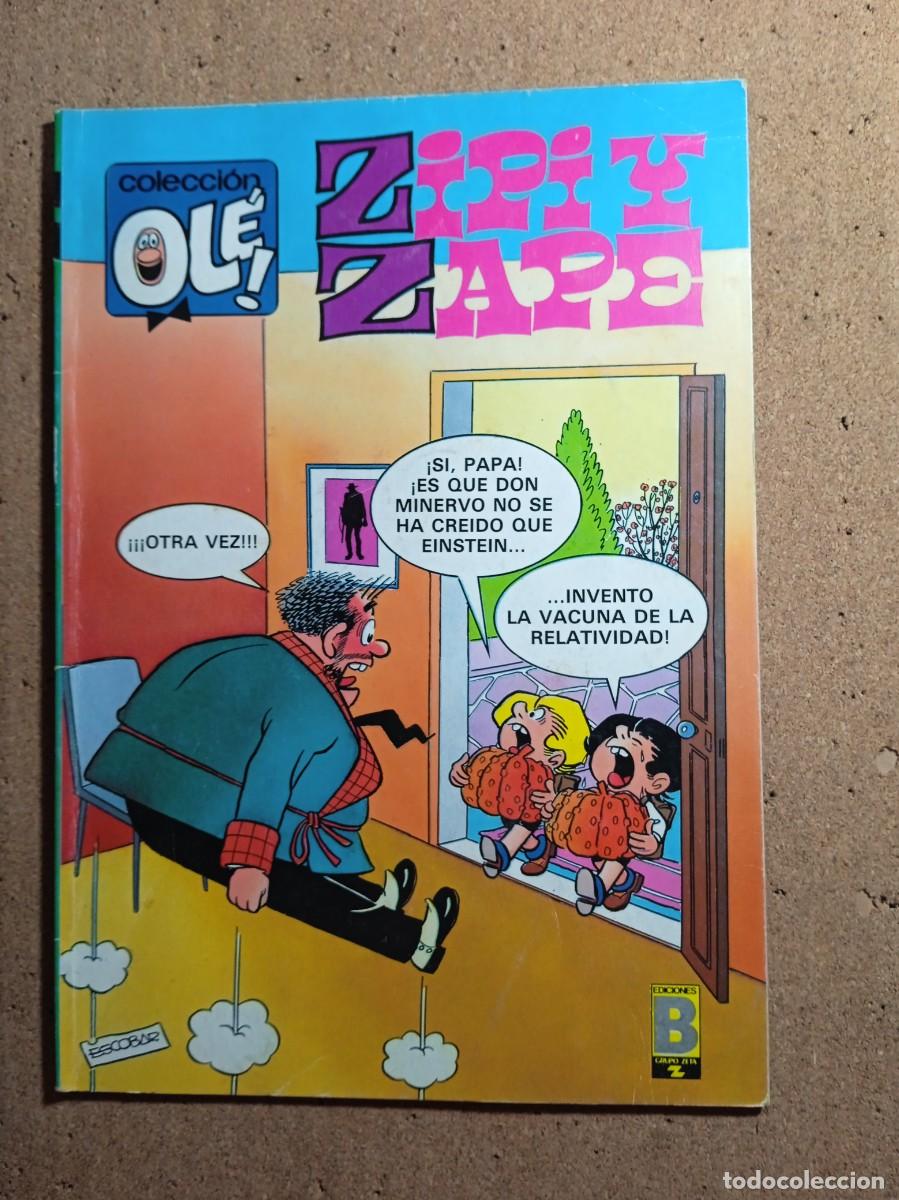 colección
OLÉ!
ZIPI Y
ZAPE
¡¡¡OTRA VEZ!!!
¡SI, PAPA!
¡ES QUE DON
MINERVO NO SE
HA CREIDO QUE
EINSTEIN...
...INVENTO
LA VACUNA DE LA
RELATIVIDAD!
ESCOBAR
EDICIONES
B
GRUPO ZETA
Z
todocoleccion